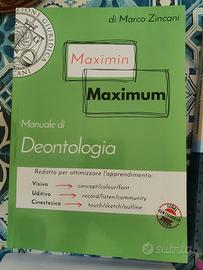 di Marco Zincani
Maximin
Maximum
Manuale di
Deontologia
Redatto per ottimizzare l'apprendimento:
Visivo → concept/colour/font
Uditivo → record/listen/community
Cinestesico → touch/sketch/outline
subito